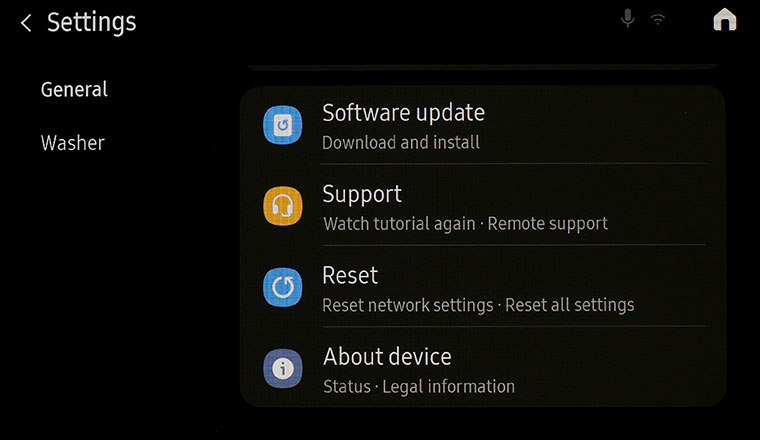 Settings
General
Washer
Software update
Download and install
Support
Watch tutorial again · Remote support
Reset
Reset network settings · Reset all settings
About device
Status · Legal information